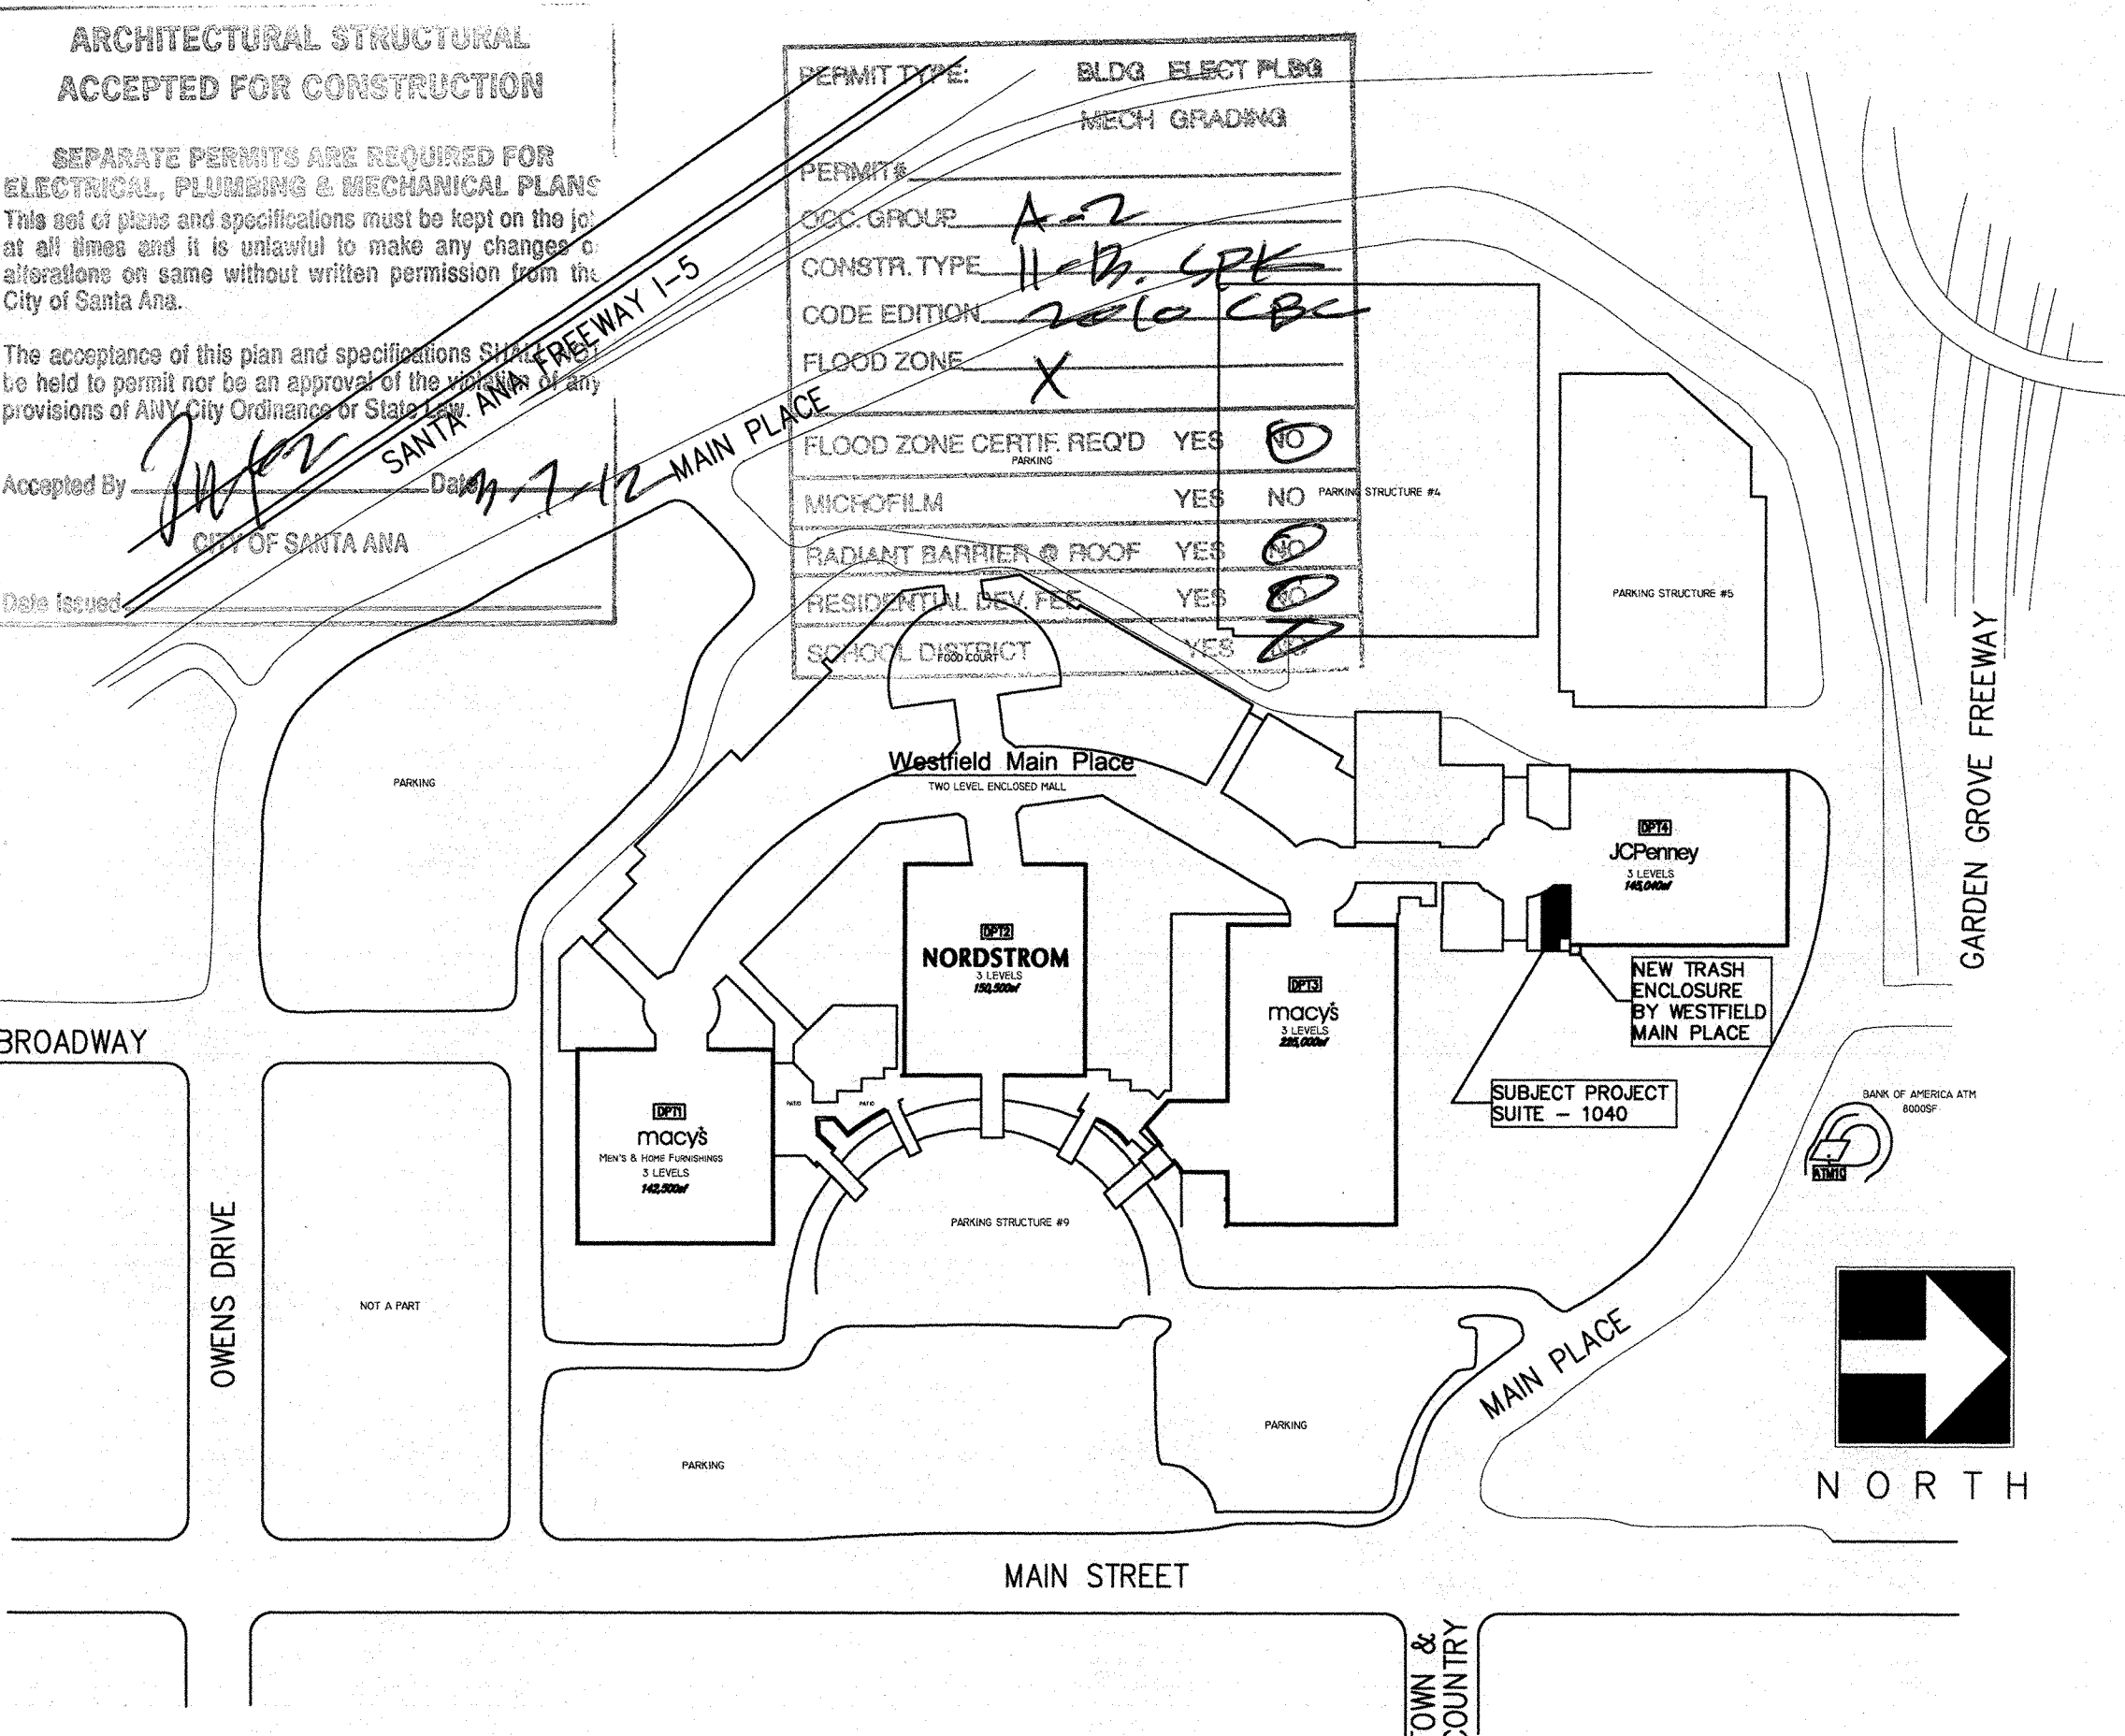 ARCHITECTURAL STRUCTURAL
ACCEPTED FOR CONSTRUCTION
SEPARATE PERMITS ARE REQUIRED FOR
ELECTRICAL, PLUMBING & MECHANICAL PLANS
This set of plans and specifications must be kept on the
at all times and it is unlawful to make any changes
alterations on same without written permission from the
City of Santa Ana.
The acceptance of this plan and specifications SHALL NOT
be held to permit nor be an approval of the violation of any
provisions of ANY City Ordinance or State Law.
Accepted By Date 3-7-12
CITY OF SANTA ANA
Date Issued
PERMIT TYPE: BLDG ELECT PLBG
MECH GRADING
PERMIT#
OCC. GROUP A-2
CONSTR. TYPE II-B. SPK
CODE EDITION 2010 CBC
FLOOD ZONE X
FLOOD ZONE CERTIF. REQ'D YES NO
MICROFILM YES NO
RADIANT BARRIER @ ROOF YES NO
RESIDENTIAL DEV. FEE YES NO
SCHOOL DISTRICT YES NO
SANTA ANA FREEWAY I-5
MAIN PLACE
PARKING
PARKING STRUCTURE #4
PARKING STRUCTURE #5
GARDEN GROVE FREEWAY
FOOD COURT
PARKING
Westfield Main Place
TWO LEVEL ENCLOSED MALL
DPT4
JCPenney
3 LEVELS
145,040sf
DPT2
NORDSTROM
3 LEVELS
150,500sf
DPT3
macy's
3 LEVELS
225,000sf
NEW TRASH
ENCLOSURE
BY WESTFIELD
MAIN PLACE
BROADWAY
SUBJECT PROJECT
SUITE - 1040
BANK OF AMERICA ATM
8000SF
ATM10
DPT1
macy's
MEN'S & HOME FURNISHINGS
3 LEVELS
142,500sf
PATIO
PATIO
PARKING STRUCTURE #9
OWENS DRIVE
NOT A PART
MAIN PLACE
PARKING
PARKING
NORTH
MAIN STREET
TOWN &
COUNTRY